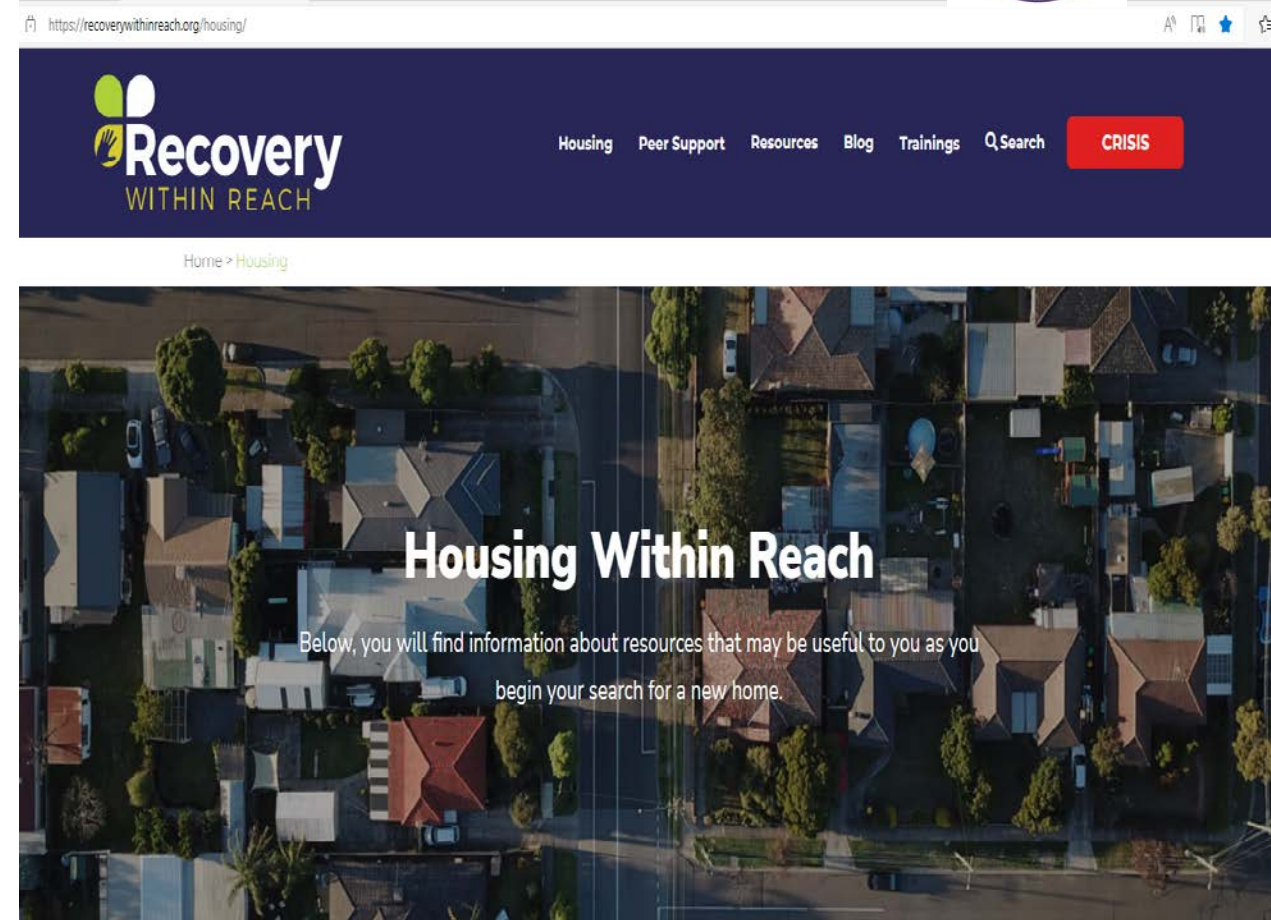 https://recoverywithinreach.org/housing/
Recovery
WITHIN REACH
Housing Peer Support Resources Blog Trainings Search CRISIS
Home > Housing
Housing Within Reach
Below, you will find information about resources that may be useful to you as you
begin your search for a new home.